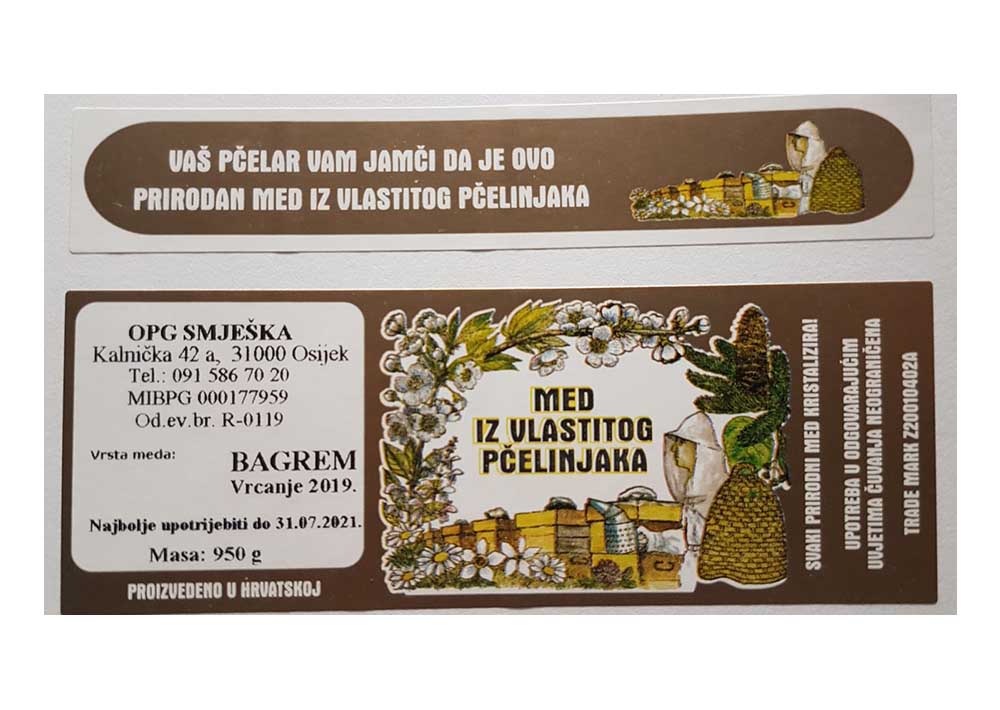 VAŠ PČELAR VAM JAMČI DA JE OVO
PRIRODAN MED IZ VLASTITOG PČELINJAKA
OPG SMJEŠKA
Kalnička 42 a, 31000 Osijek
Tel.: 091 586 70 20
MIBPG 000177959
Od.ev.br. R-0119
Vrsta meda:
BAGREM
Vrcanje 2019.
Najbolje upotrijebiti do 31.07.2021.
Masa: 950 g
PROIZVEDENO U HRVATSKOJ
MED
IZ VLASTITOG
PČELINJAKA
SVAKI PRIRODNI MED KRISTALIZIRA!
UPOTREBA U ODGOVARAJUĆIM
UVJETIMA ČUVANJA NEOGRANIČENA
TRADE MARK Z20010402A